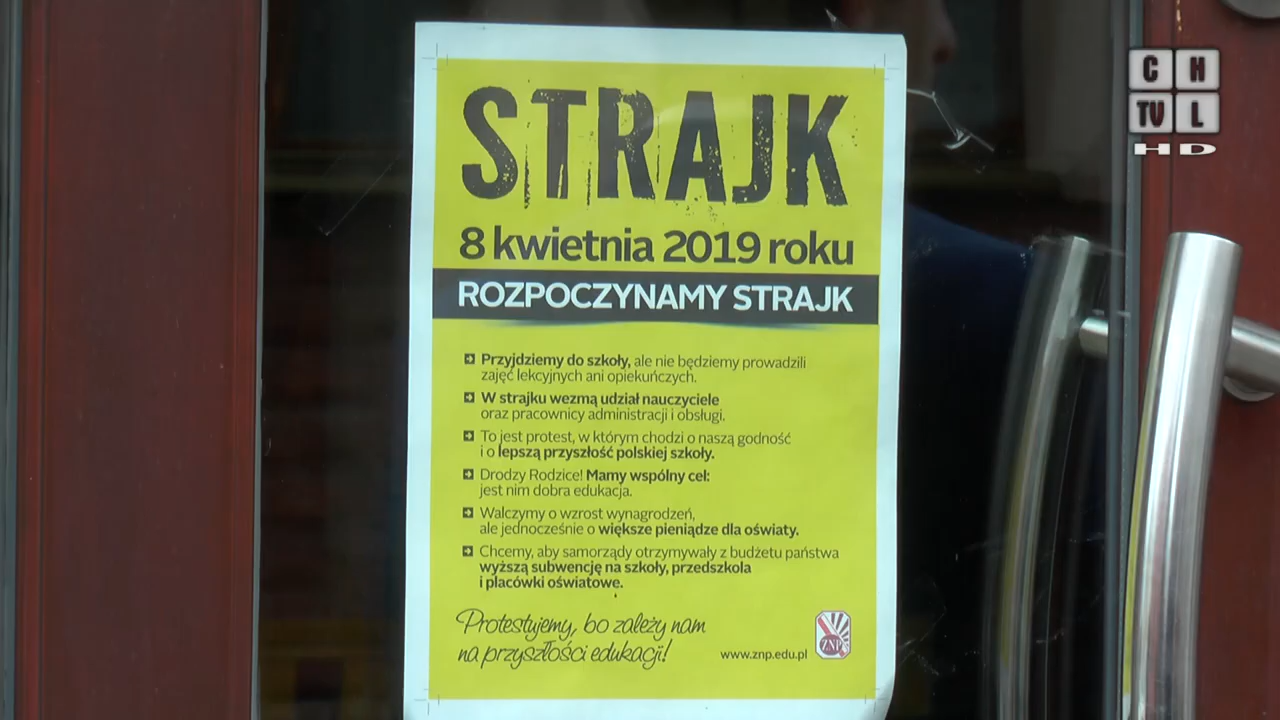 STRAJK
8 kwietnia 2019 roku
ROZPOCZYNAMY STRAJK
Przyjdziemy do szkoły, ale nie będziemy prowadzili
zajęć lekcyjnych ani opiekuńczych.
W strajku wezmą udział nauczyciele
oraz pracownicy administracji i obsługi.
To jest protest, w którym chodzi o naszą godność
i o lepszą przyszłość polskiej szkoły.
Drodzy Rodzice! Mamy wspólny cel:
jest nim dobra edukacja.
Walczymy o wzrost wynagrodzeń,
ale jednocześnie o większe pieniądze dla oświaty.
Chcemy, aby samorządy otrzymywały z budżetu państwa
wyższą subwencję na szkoły, przedszkola
i placówki oświatowe.
Protestujemy, bo zależy nam
na przyszłości edukacji!
www.znp.edu.pl
ZNP
C H
TV L
HD